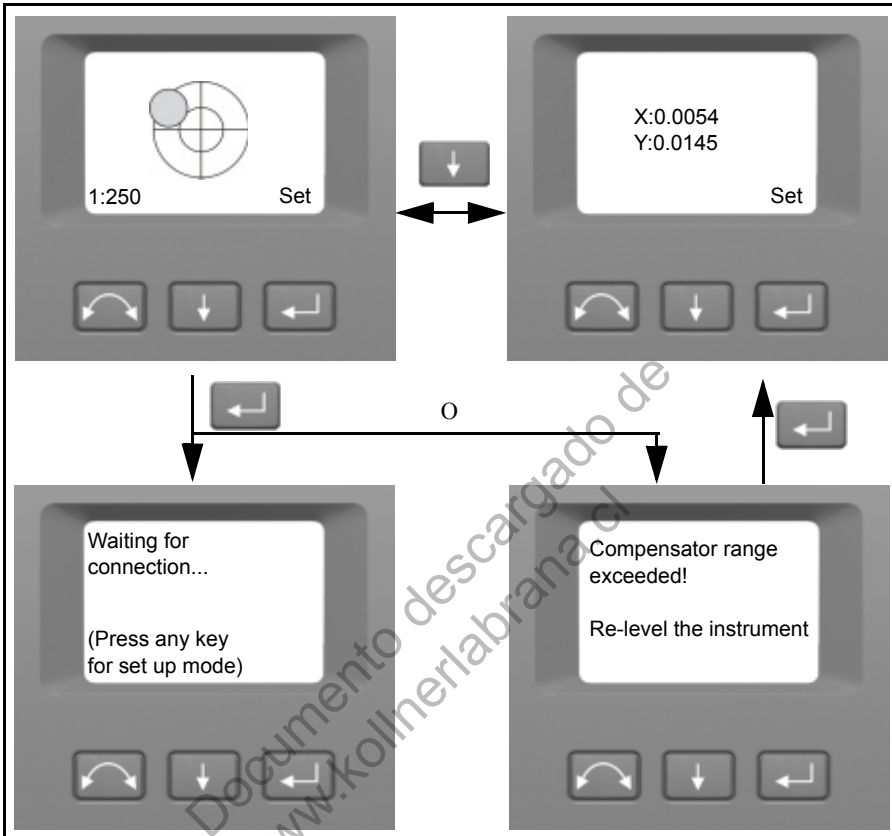 1:250
Set
X:0.0054
Y:0.0145
Set
O
Waiting for
connection...
(Press any key
for set up mode)
Compensator range
exceeded!
Re-level the instrument
Documento descargado de
www.kollnerlabrana.cl